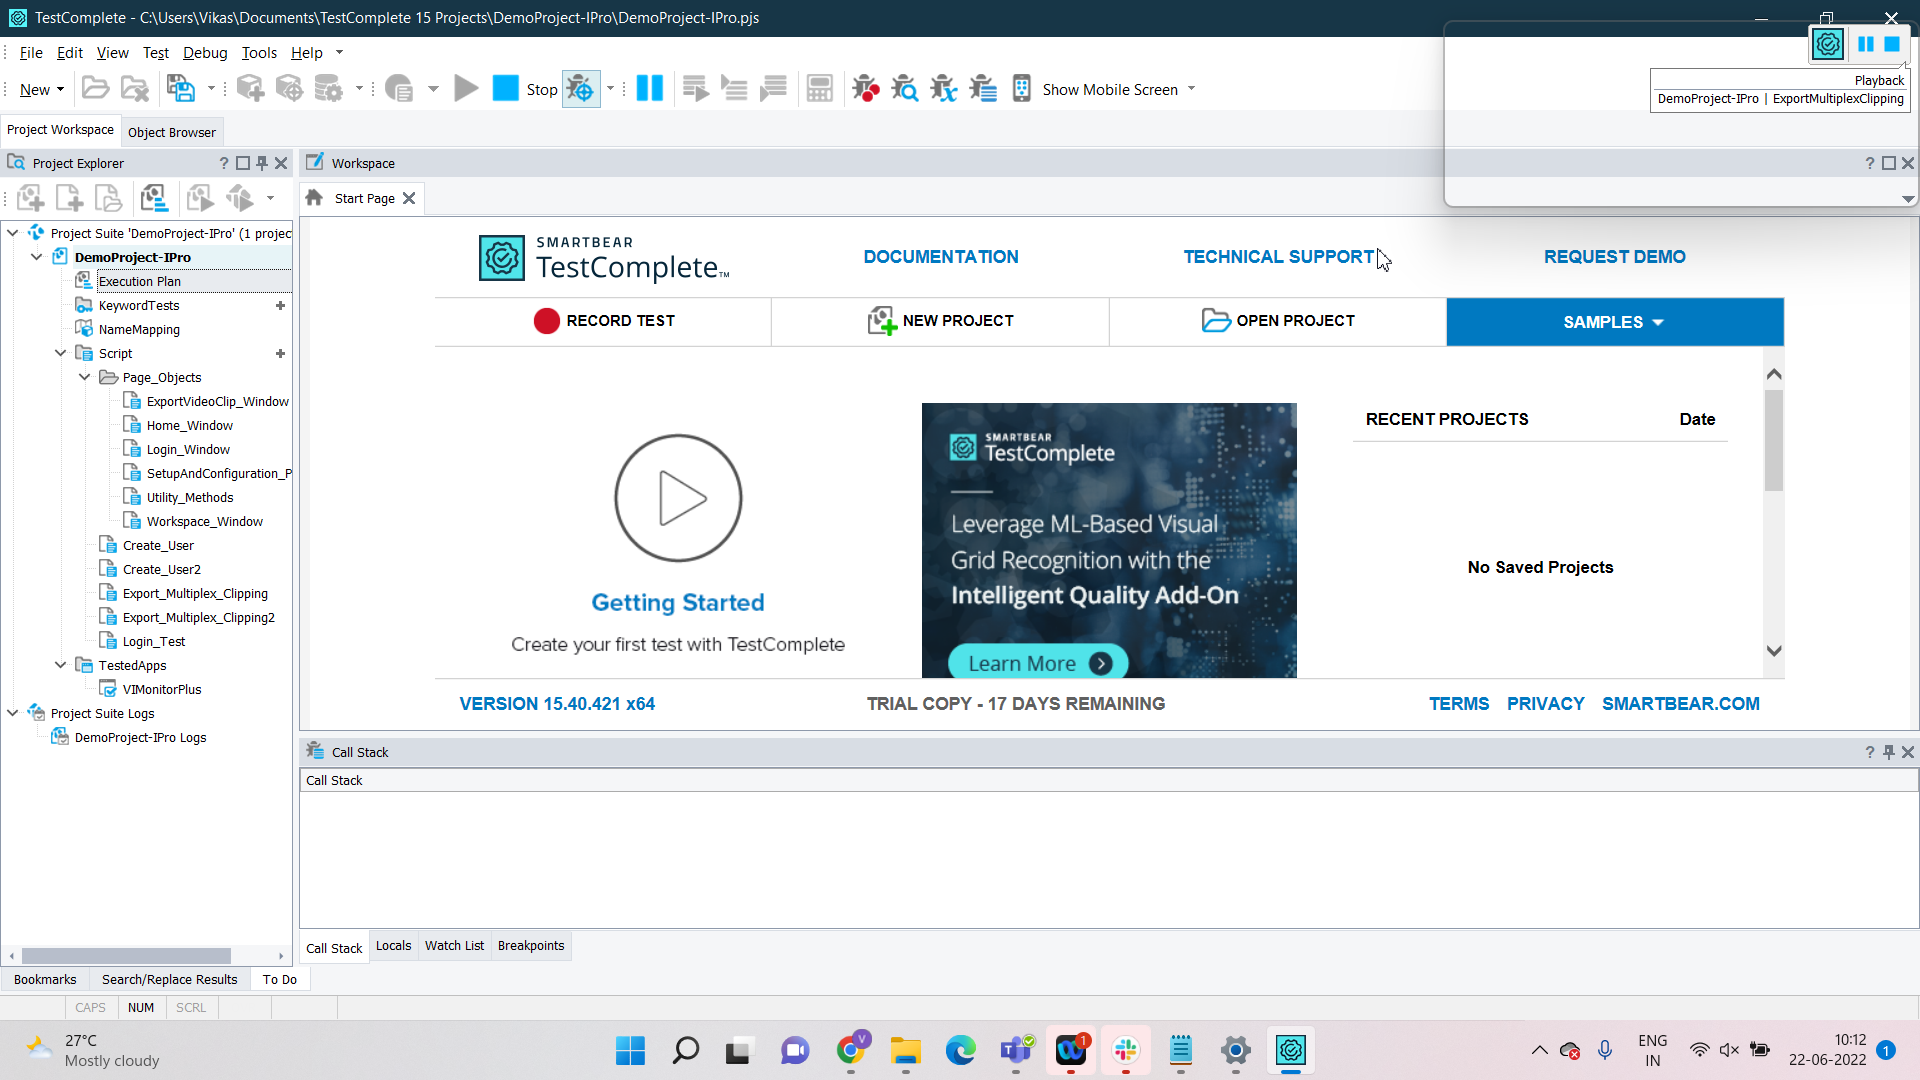 TestComplete - C:\Users\Vikas\Documents\TestComplete 15 Projects\DemoProject-IPro\DemoProject-IPro.pjs
File Edit View Test Debug Tools Help
New Stop Show Mobile Screen
Playback
DemoProject-IPro | ExportMultiplexClipping
Project Workspace Object Browser
Project Explorer ?
Workspace ?
Start Page
Project Suite 'DemoProject-IPro' (1 projec
DemoProject-IPro
Execution Plan
KeywordTests
NameMapping
Script
Page_Objects
ExportVideoClip_Window
Home_Window
Login_Window
SetupAndConfiguration_P
Utility_Methods
Workspace_Window
Create_User
Create_User2
Export_Multiplex_Clipping
Export_Multiplex_Clipping2
Login_Test
TestedApps
VIMonitorPlus
Project Suite Logs
DemoProject-IPro Logs
SMARTBEAR
TestComplete™
DOCUMENTATION TECHNICAL SUPPORT REQUEST DEMO
RECORD TEST NEW PROJECT OPEN PROJECT SAMPLES
Getting Started
Create your first test with TestComplete
SMARTBEAR
TestComplete
Leverage ML-Based Visual
Grid Recognition with the
Intelligent Quality Add-On
Learn More
RECENT PROJECTS Date
No Saved Projects
VERSION 15.40.421 x64 TRIAL COPY - 17 DAYS REMAINING TERMS PRIVACY SMARTBEAR.COM
Call Stack ?
Call Stack
Call Stack Locals Watch List Breakpoints
Bookmarks Search/Replace Results To Do
CAPS NUM SCRL
27°C
Mostly cloudy
V
1
ENG
IN
10:12
22-06-2022
1